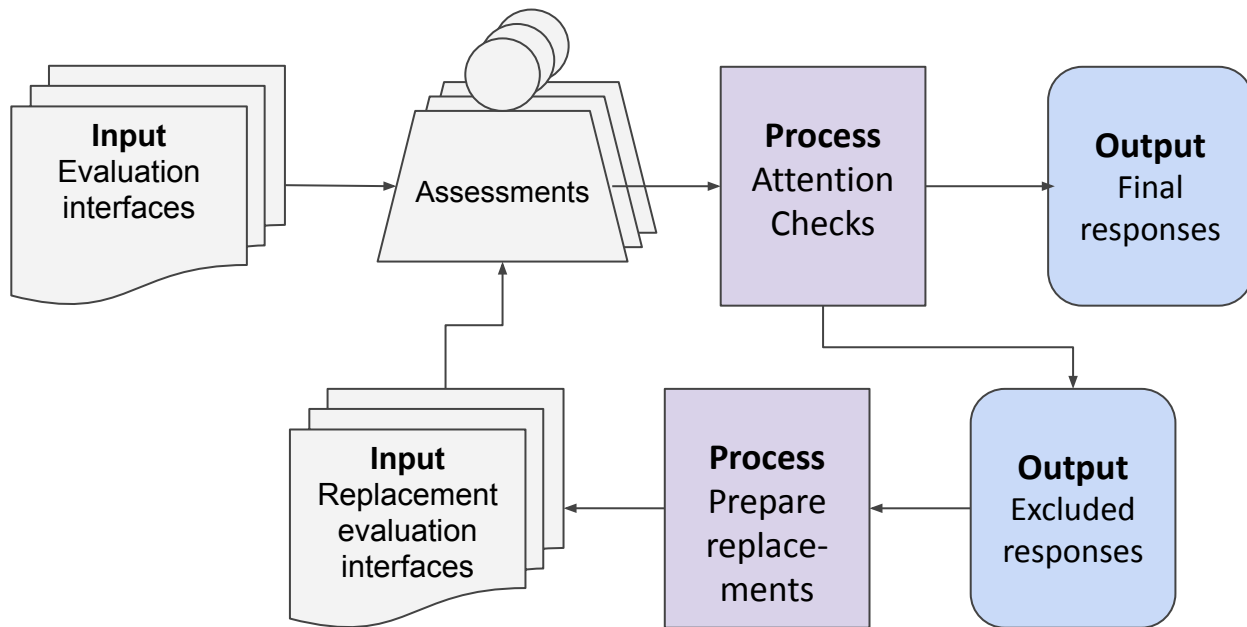 Input
Evaluation
interfaces
Assessments
Process
Attention
Checks
Output
Final
responses
Input
Replacement
evaluation
interfaces
Process
Prepare
replace-
ments
Output
Excluded
responses